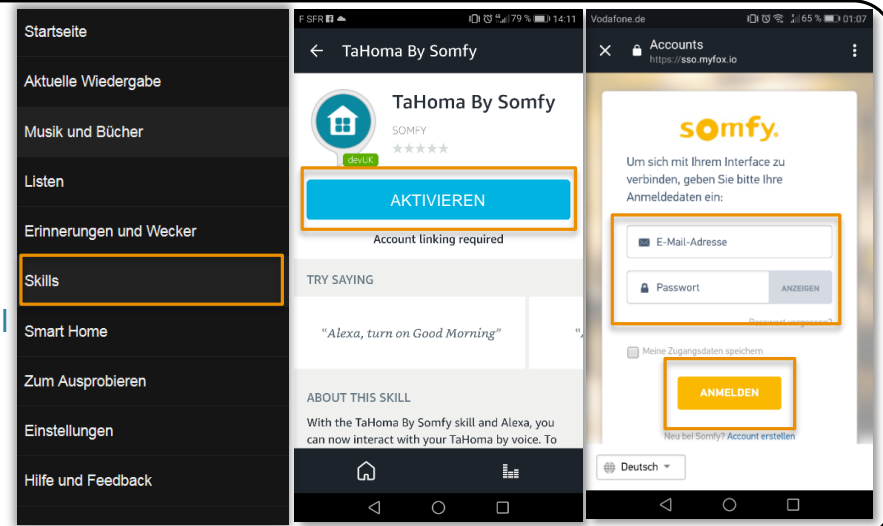 Startseite
Aktuelle Wiedergabe
Musik und Bücher
Listen
Erinnerungen und Wecker
Skills
Smart Home
Zum Ausprobieren
Einstellungen
Hilfe und Feedback
F SFR
79 % 14:11
TaHoma By Somfy
TaHoma By Somfy
SOMFY
devUK
AKTIVIEREN
Account linking required
TRY SAYING
"Alexa, turn on Good Morning"
ABOUT THIS SKILL
With the TaHoma By Somfy skill and Alexa, you
can now interact with your TaHoma by voice. To
Vodafone.de
65 % 01:07
Accounts
https://sso.myfox.io
somfy.
Um sich mit Ihrem Interface zu
verbinden, geben Sie bitte Ihre
Anmeldedaten ein:
E-Mail-Adresse
Passwort
ANZEIGEN
Passwort vergessen?
Meine Zugangsdaten speichern
ANMELDEN
Neu bei Somfy? Account erstellen
Deutsch